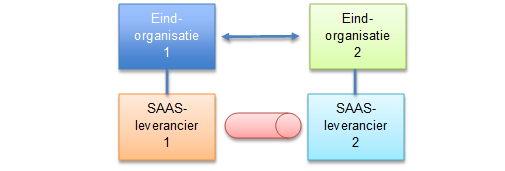 Eind-
organisatie
1
Eind-
organisatie
2
SAAS-
leverancier
1
SAAS-
leverancier
2